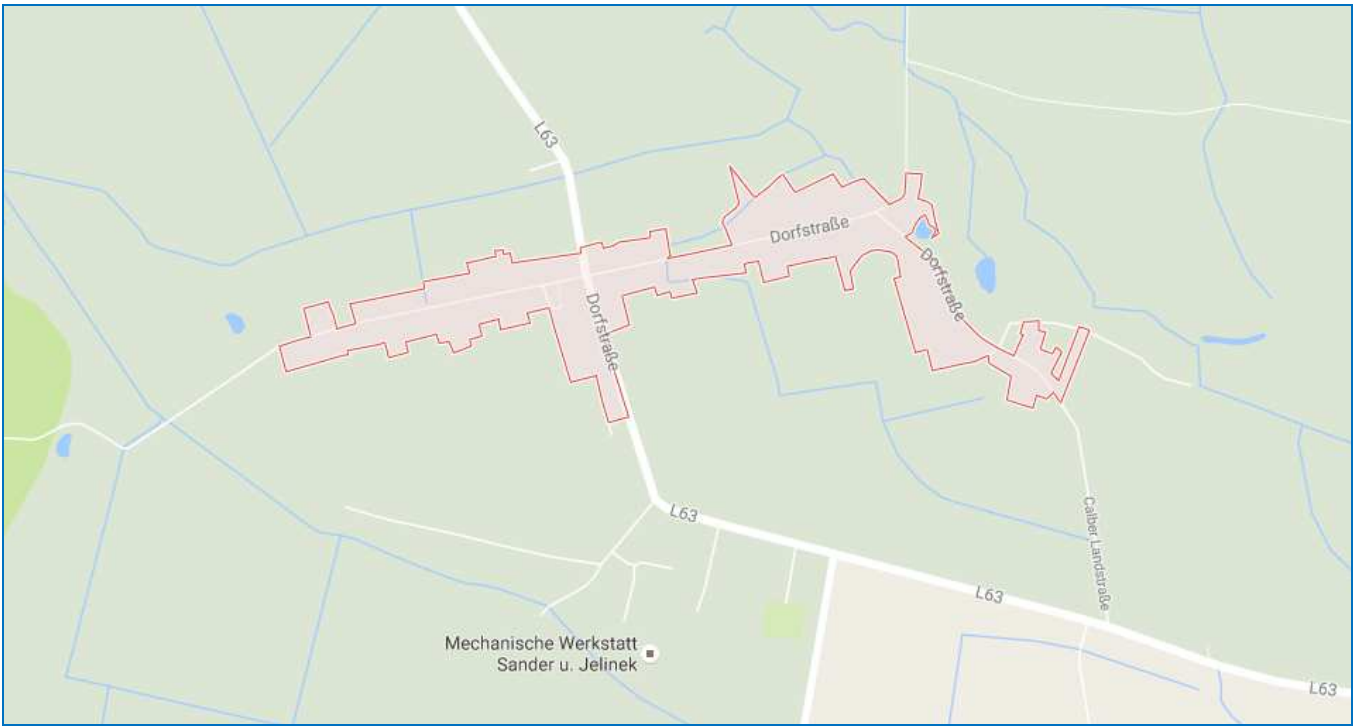 L63
Dorfstraße
Dorfstraße
Dorfstraße
L63
Calber Landstraße
L63
Mechanische Werkstatt
Sander u. Jelinek
L63